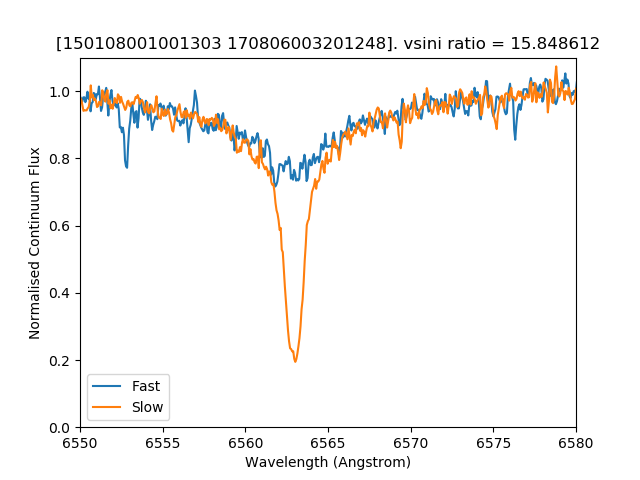 [150108001001303 170806003201248]. vsini ratio = 15.848612
Normalised Continuum Flux
1.0
0.8
0.6
0.4
0.2
0.0
Fast
Slow
6550 6555 6560 6565 6570 6575 6580
Wavelength (Angstrom)